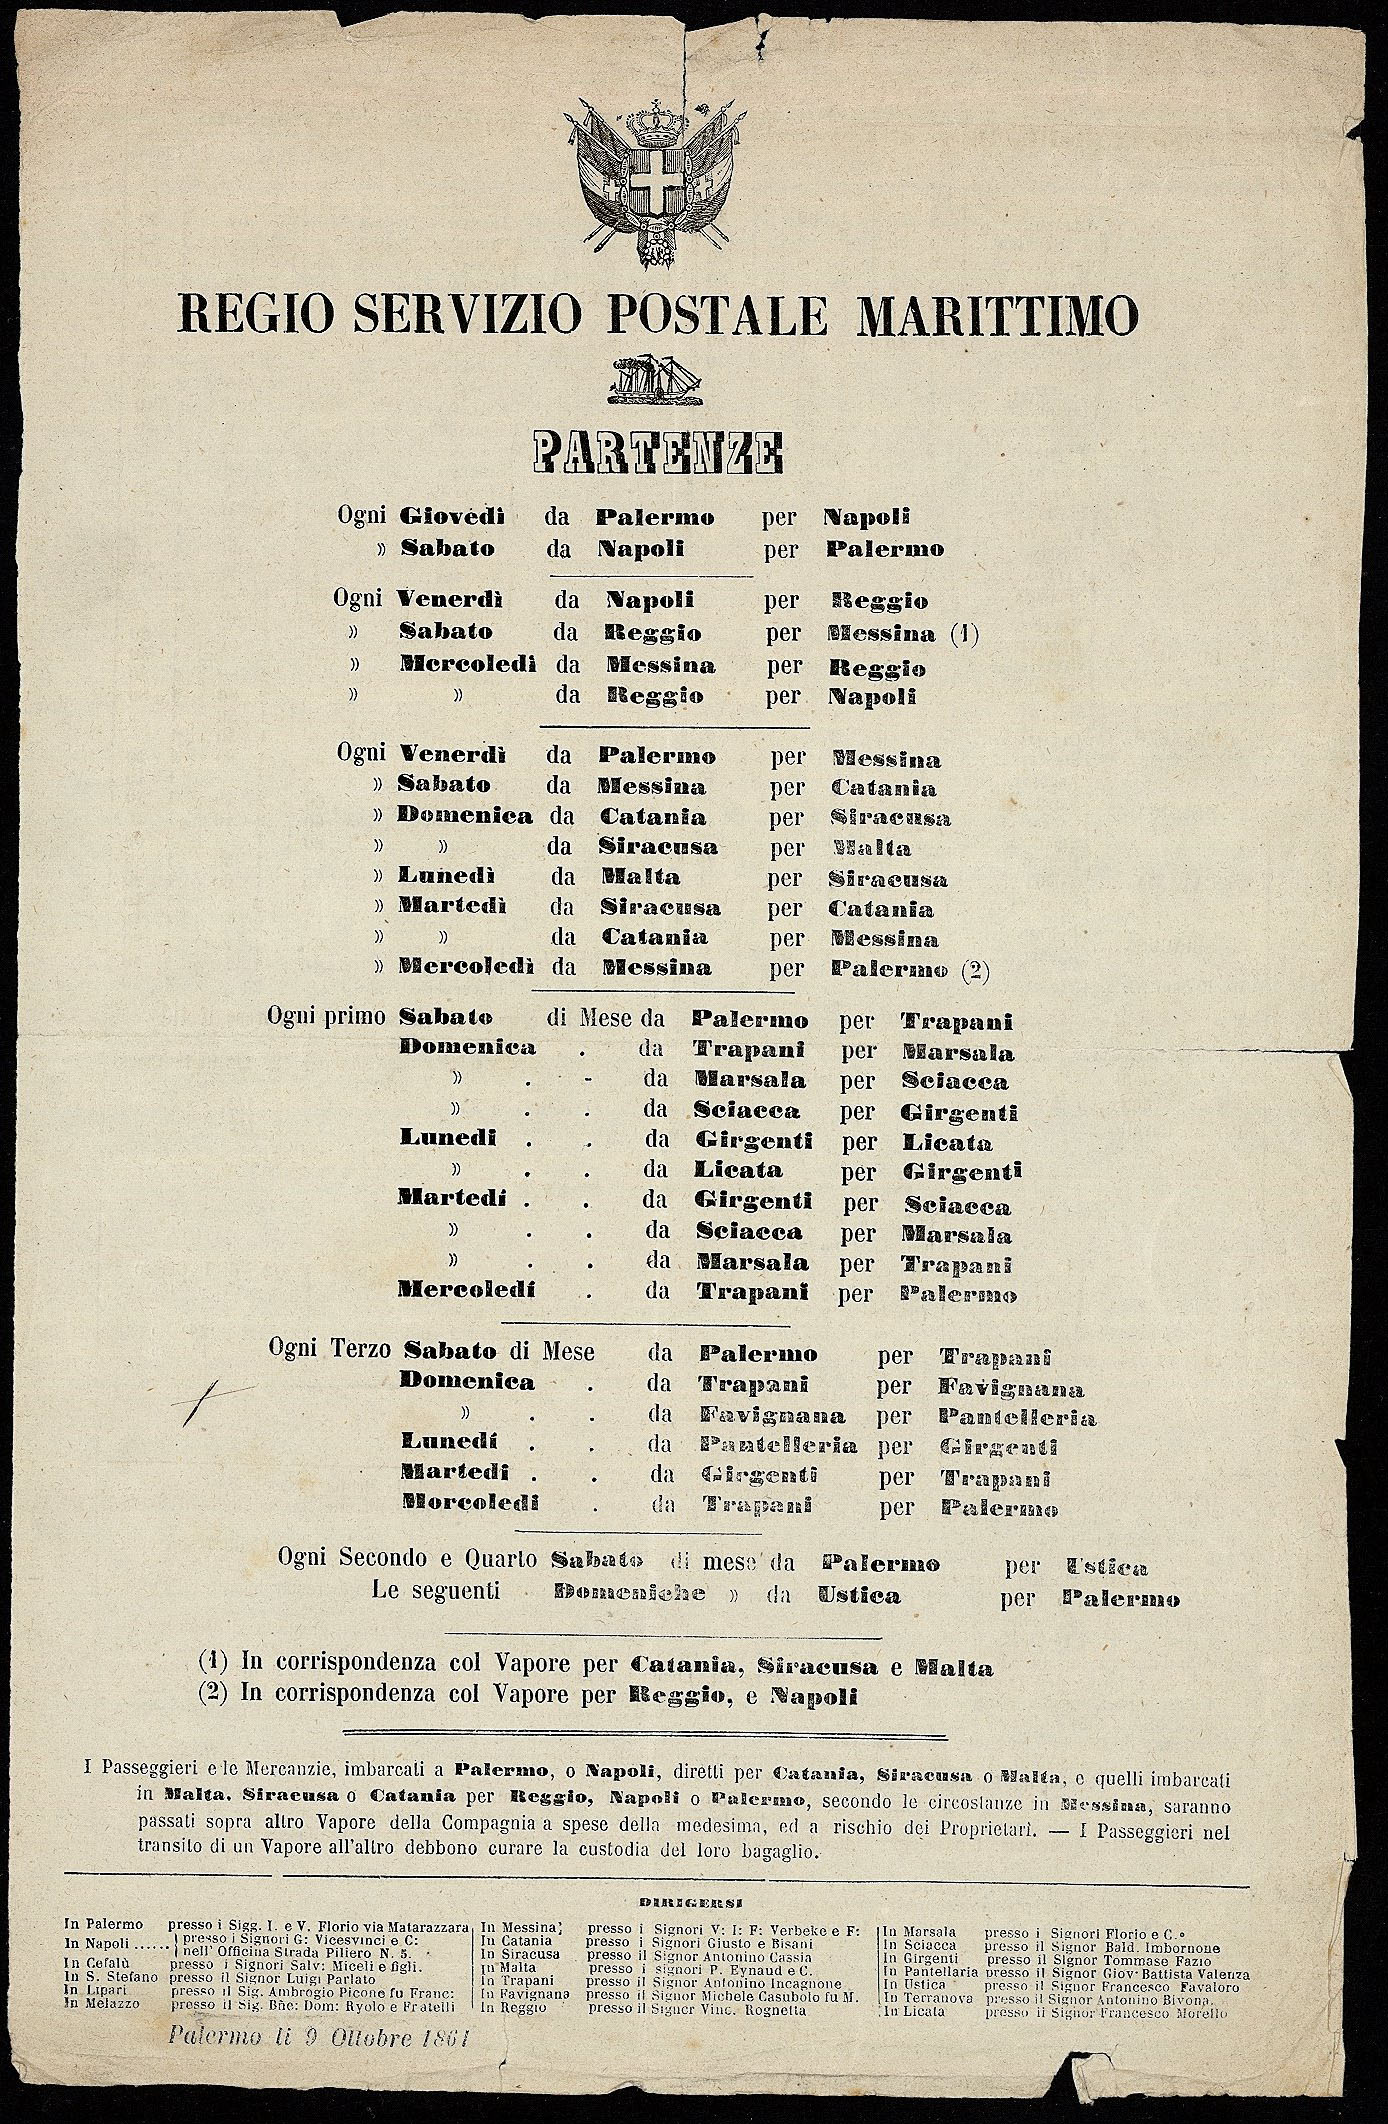 REGIO SERVIZIO POSTALE MARITTIMO
PARTENZE
Ogni Giovedì da Palermo per Napoli
» Sabato da Napoli per Palermo
Ogni Venerdì da Napoli per Reggio
» Sabato da Reggio per Messina (1)
» Mercoledì da Messina per Reggio
» » da Reggio per Napoli
Ogni Venerdì da Palermo per Messina
» Sabato da Messina per Catania
» Domenica da Catania per Siracusa
» » da Siracusa per Malta
» Lunedì da Malta per Siracusa
» Martedì da Siracusa per Catania
» » da Catania per Messina
» Mercoledì da Messina per Palermo (2)
Ogni primo Sabato di Mese da Palermo per Trapani
Domenica . da Trapani per Marsala
» . - da Marsala per Sciacca
» . . da Sciacca per Girgenti
Lunedì . . da Girgenti per Licata
» . . da Licata per Girgenti
Martedí . . da Girgenti per Sciacca
» . . da Sciacca per Marsala
» . . da Marsala per Trapani
Mercoledí . da Trapani per Palermo
Ogni Terzo Sabato di Mese da Palermo per Trapani
Domenica . da Trapani per Favignana
» . . da Favignana per Pantelleria
Lunedí . . da Pantelleria per Girgenti
Martedì . . da Girgenti per Trapani
Morcoledì . da Trapani per Palermo
Ogni Secondo e Quarto Sabato di mese da Palermo per Ustica
Le seguenti Domeniche » da Ustica per Palermo
(1) In corrispondenza col Vapore per Catania, Siracusa e Malta
(2) In corrispondenza col Vapore per Reggio, e Napoli
I Passeggieri e le Mercanzie, imbarcati a Palermo, o Napoli, diretti per Catania, Siracusa o Malta, e quelli imbarcati
in Malta. Siracusa o Catania per Reggio, Napoli o Palermo, secondo le circostanze in Messina, saranno
passati sopra altro Vapore della Compagnia a spese della medesima, ed a rischio dei Proprietarî. — I Passeggieri nel
transito di un Vapore all'altro debbono curare la custodia del loro bagaglio.
DIRIGERSI
In Palermo presso i Sigg. I. e V. Florio via Matarazzara
In Napoli ...... presso i Signori G: Vicesvinci e C:
nell' Officina Strada Piliero N. 5.
In Cefalù presso i Signori Salv: Miceli e figli.
In S. Stefano presso il Signor Luigi Parlato
In Lipari presso il Sig. Ambrogio Picone fu Franc:
In Melazzo presso il Sig. Bñe: Dom: Ryolo e Fratelli
In Messina presso i Signori V: I: F: Verbeke e F:
In Catania presso i Signori Giusto e Bisani
In Siracusa presso il Signor Antonino Cassia
In Malta presso i signori P. Eynaud e C.
In Trapani presso il Signor Antonino Incagnone
In Favignana presso il Signor Michele Casubolo fu M.
In Reggio presso il Signor Vinc. Rognetta
In Marsala presso i Signori Florio e C.º
In Sciacca presso il Signor Bald. Imbornone
In Girgenti presso il Signor Tommase Fazio
In Pantellaria presso il Signor Giov· Battista Valenza
In Ustica presso il Signor Francesco Favaloro
In Terranova presso il Signor Antonino Bivona.
In Licata presso il Signor Francesco Morello
Palermo li 9 Ottobre 1861